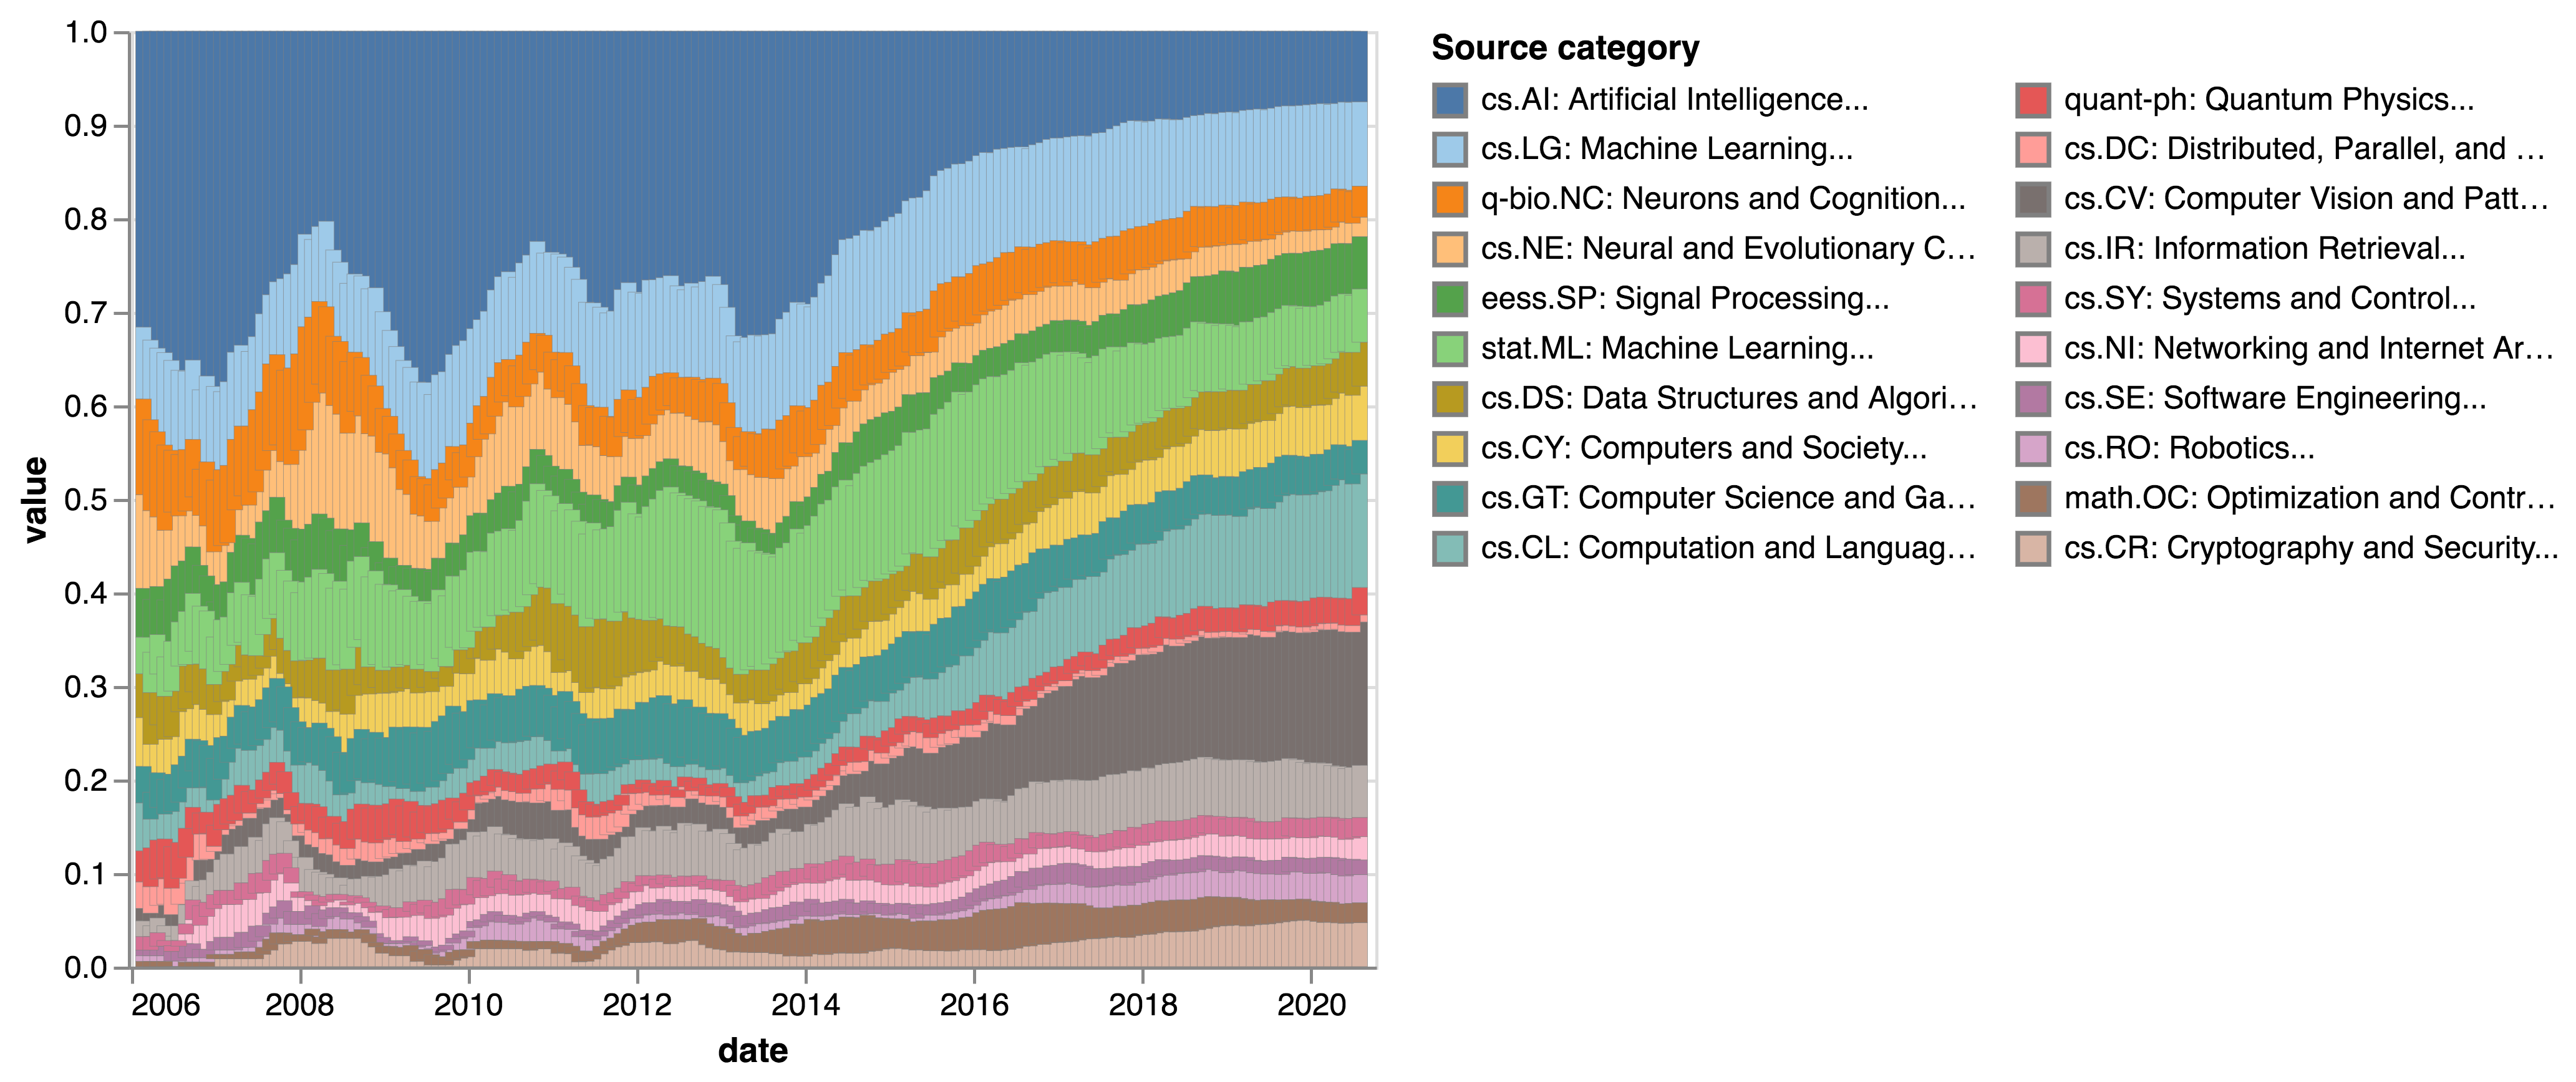 1.0
0.9
0.8
0.7
0.6
0.5
0.4
0.3
0.2
0.1
0.0
value
2006 2008 2010 2012 2014 2016 2018 2020
date
Source category
cs.AI: Artificial Intelligence...
cs.LG: Machine Learning...
q-bio.NC: Neurons and Cognition...
cs.NE: Neural and Evolutionary C...
eess.SP: Signal Processing...
stat.ML: Machine Learning...
cs.DS: Data Structures and Algori...
cs.CY: Computers and Society...
cs.GT: Computer Science and Ga...
cs.CL: Computation and Languag...
quant-ph: Quantum Physics...
cs.DC: Distributed, Parallel, and ...
cs.CV: Computer Vision and Patt...
cs.IR: Information Retrieval...
cs.SY: Systems and Control...
cs.NI: Networking and Internet Ar...
cs.SE: Software Engineering...
cs.RO: Robotics...
math.OC: Optimization and Contr...
cs.CR: Cryptography and Security...